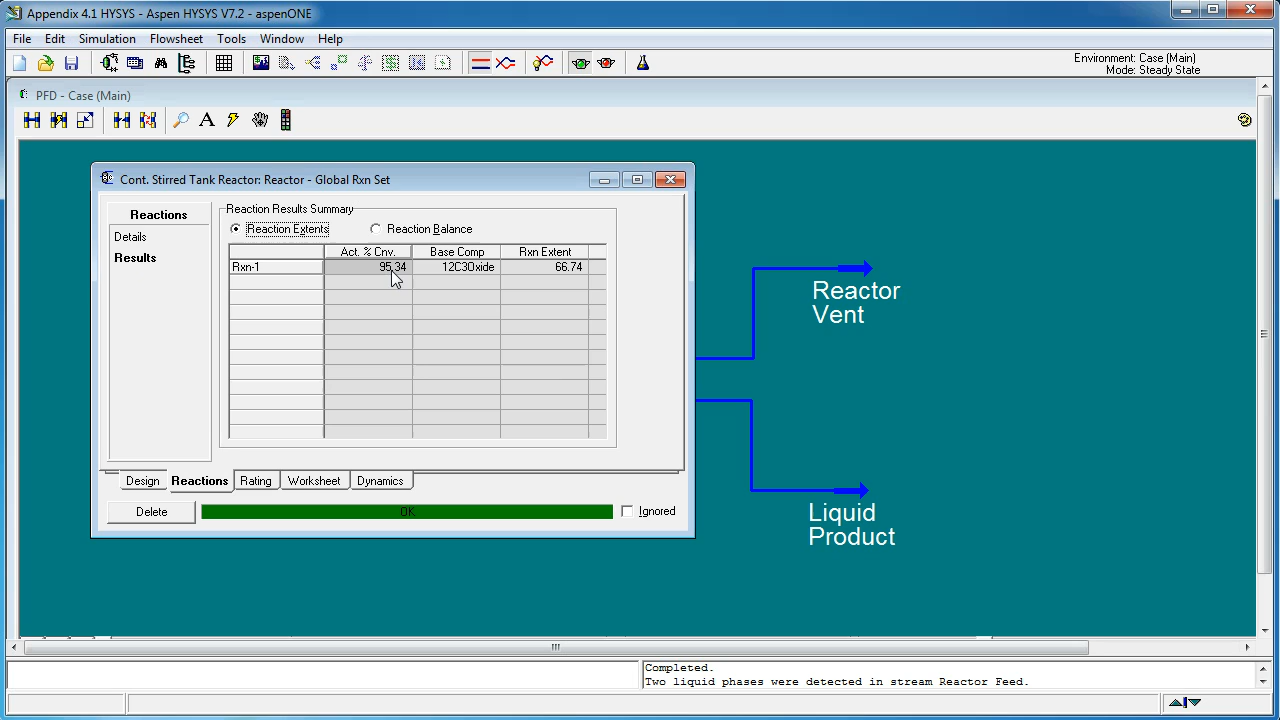 Appendix 4.1 HYSYS - Aspen HYSYS V7.2 - aspenONE
File Edit Simulation Flowsheet Tools Window Help
Environment: Case (Main)
Mode: Steady State
PFD - Case (Main)
A
Cont. Stirred Tank Reactor: Reactor - Global Rxn Set
Reactions
Details
Results
Reaction Results Summary
Reaction Extents Reaction Balance
Act. % Cnv. Base Comp Rxn Extent
Rxn-1 95.34 12C3Oxide 66.74
Design Reactions Rating Worksheet Dynamics
Delete OK Ignored
Reactor
Vent
Liquid
Product
Completed.
Two liquid phases were detected in stream Reactor Feed.